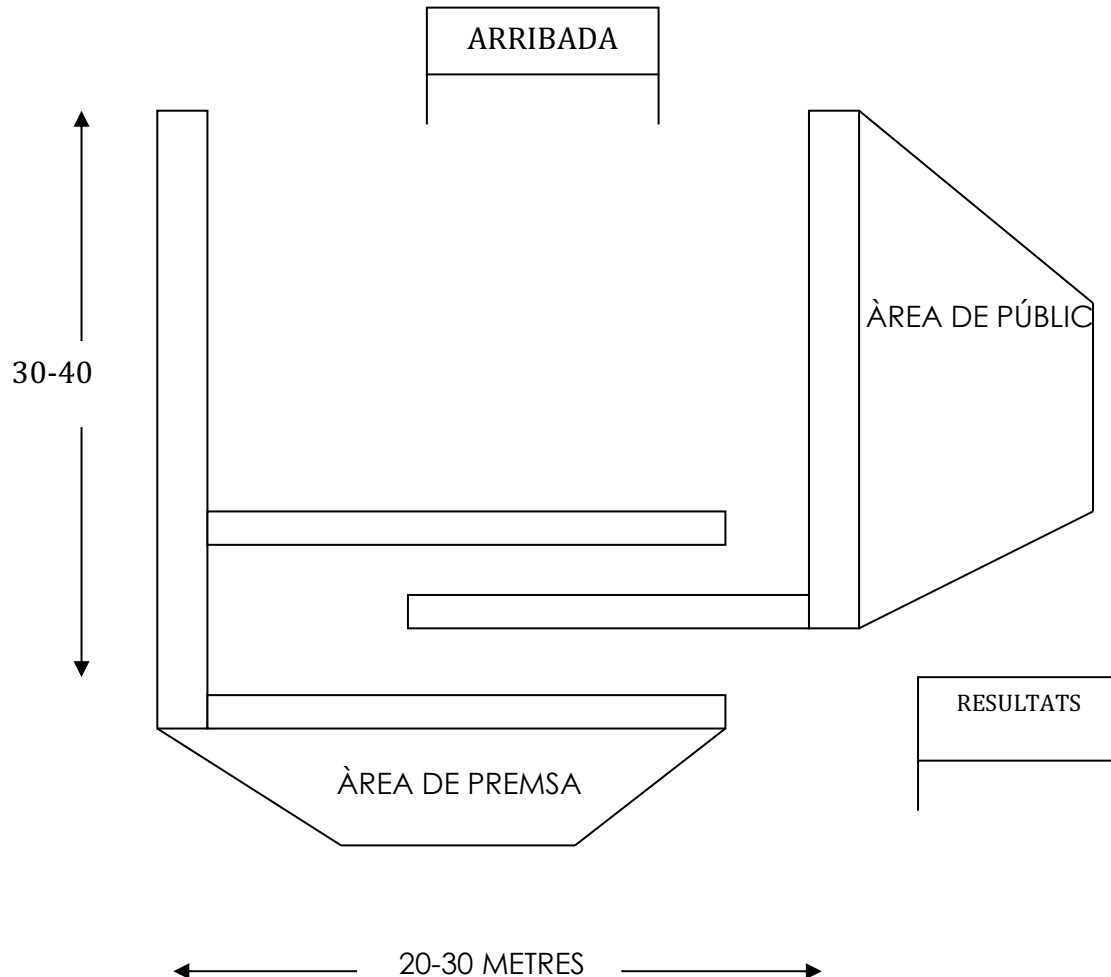 ARRIBADA
ÀREA DE PÚBLIC
30-40
RESULTATS
ÀREA DE PREMSA
20-30 METRES